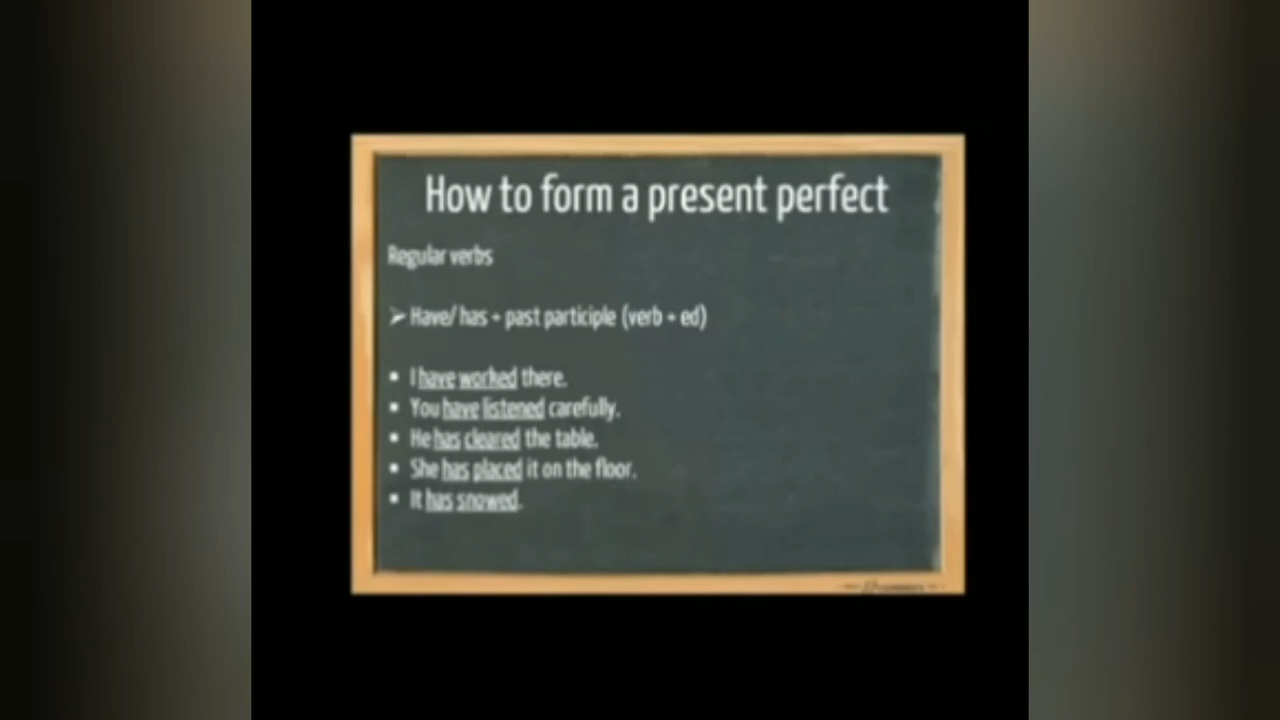 How to form a present perfect
Regular verbs
➢ Have/ has + past participle (verb + ed)
▪ I have worked there.
▪ You have listened carefully.
▪ He has cleared the table.
▪ She has placed it on the floor.
▪ It has snowed.